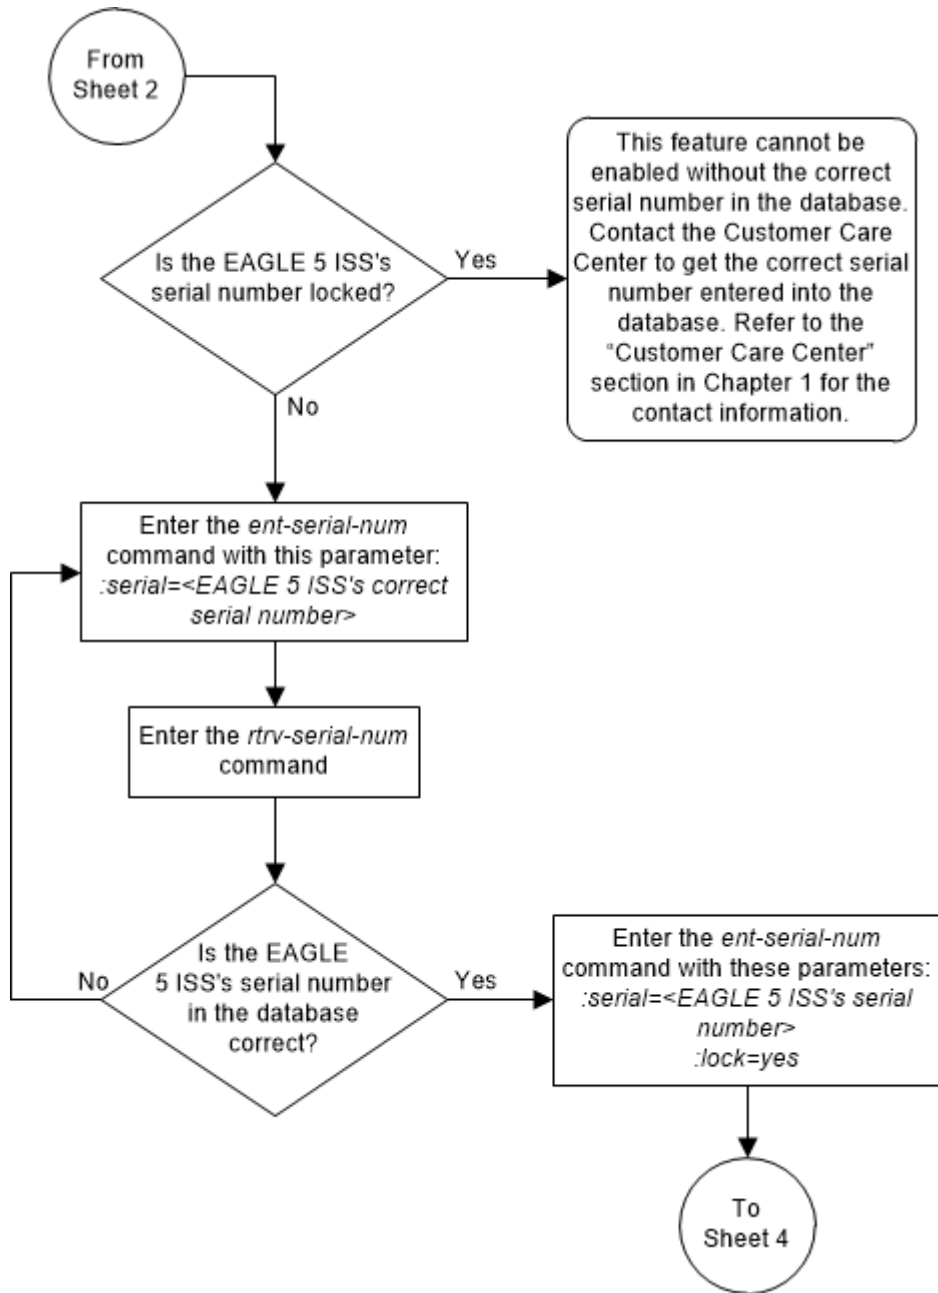 From
Sheet 2
This feature cannot be
enabled without the correct
serial number in the database.
Contact the Customer Care
Center to get the correct serial
number entered into the
database. Refer to the
“Customer Care Center”
section in Chapter 1 for the
contact information.
Is the EAGLE 5 ISS's
serial number locked?
Yes
No
Enter the ent-serial-num
command with this parameter:
:serial=<EAGLE 5 ISS's correct
serial number>
Enter the rtrv-serial-num
command
Is the EAGLE
5 ISS's serial number
in the database
correct?
No
Yes
Enter the ent-serial-num
command with these parameters:
:serial=<EAGLE 5 ISS's serial
number>
:lock=yes
To
Sheet 4